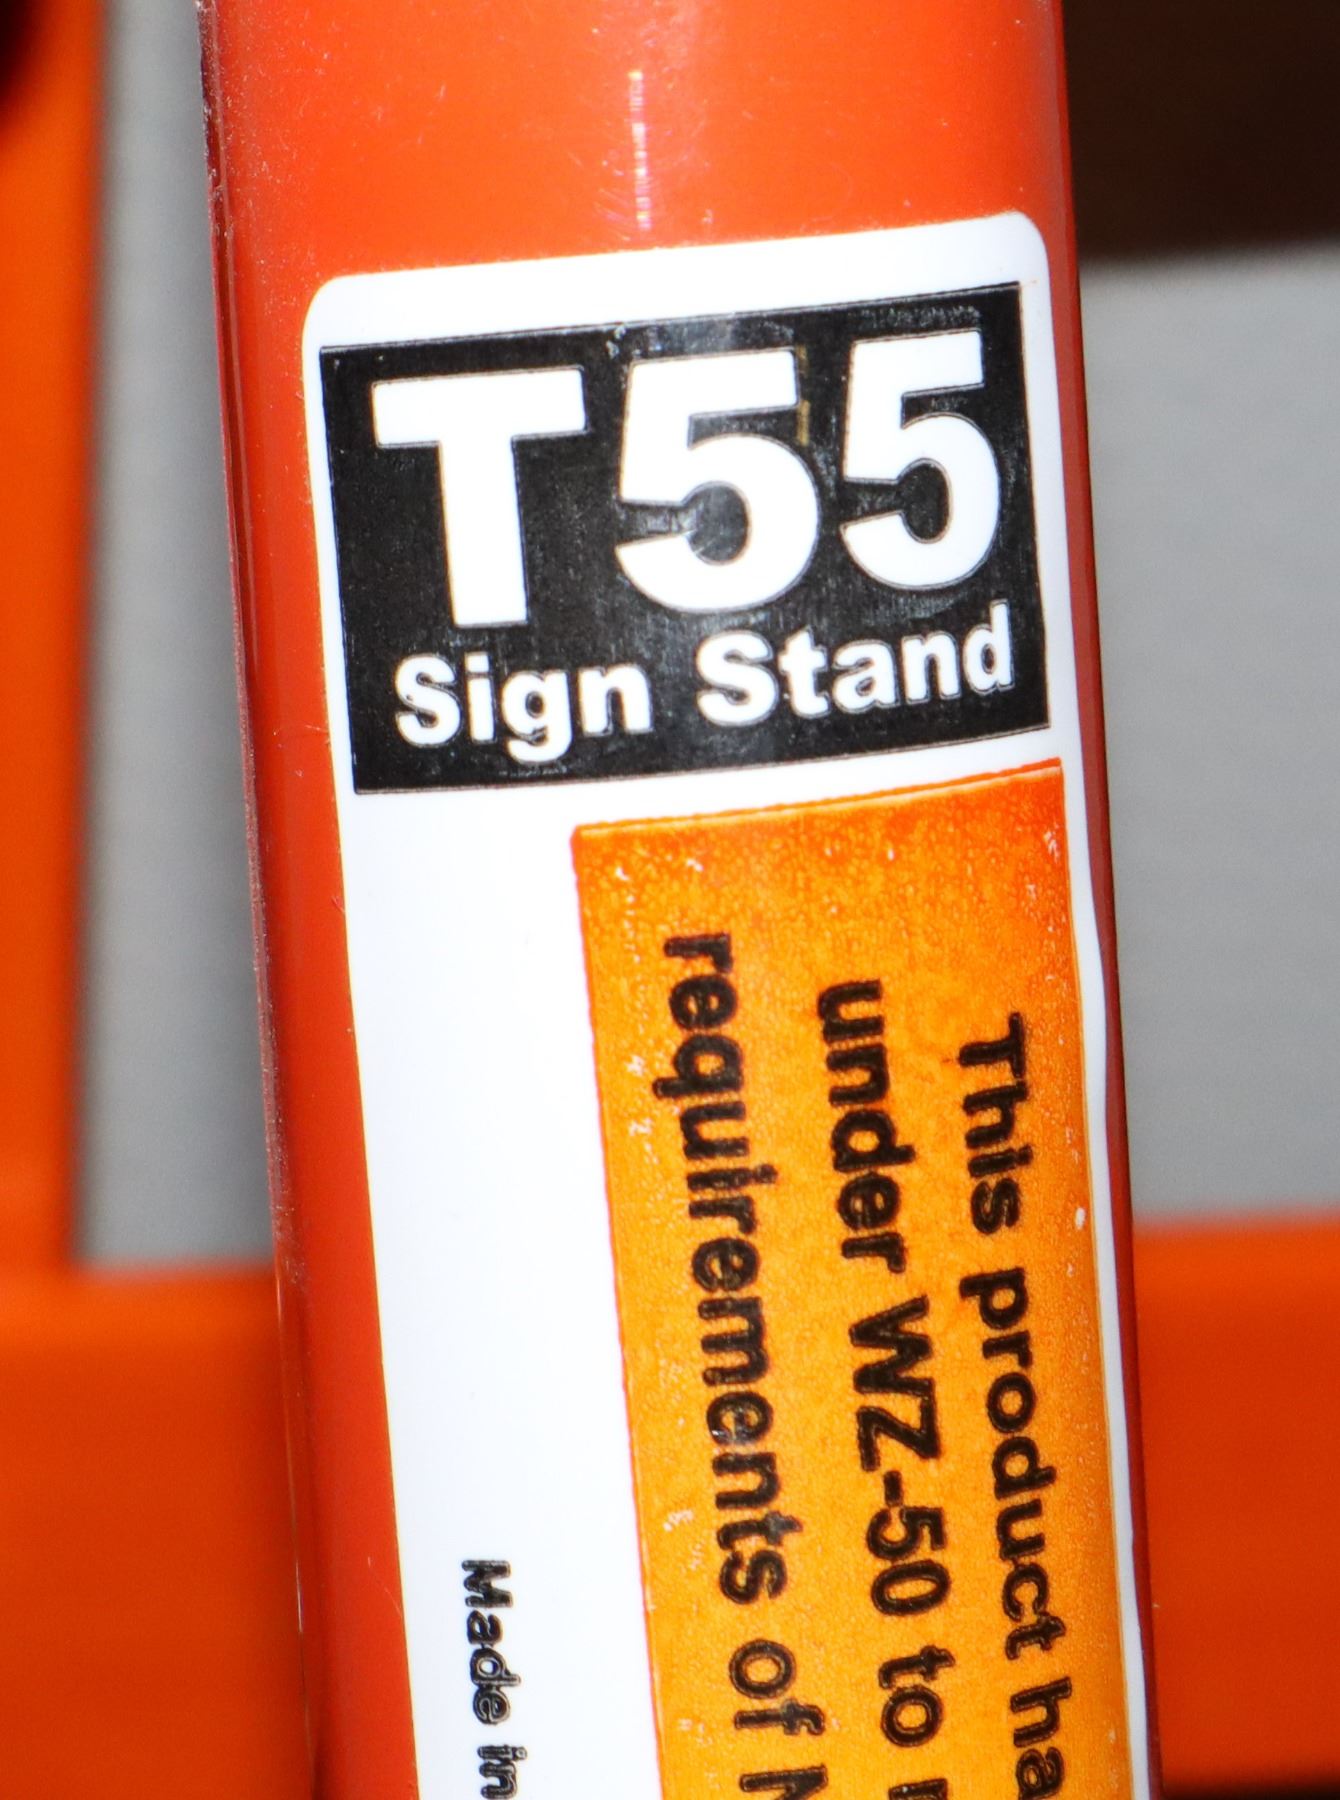 T55
Sign Stand
This product ha
under WZ-50 to
requirements of
Made in